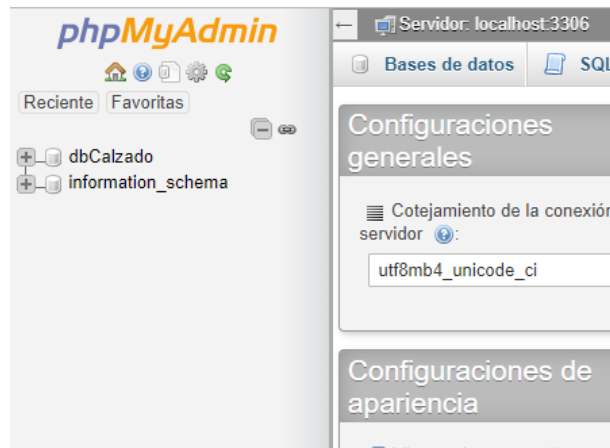 phpMyAdmin
Reciente Favoritas
dbCalzado
information_schema
Servidor: localhost:3306
Bases de datos SQL
Configuraciones
generales
Cotejamiento de la conexión
servidor :
utf8mb4_unicode_ci
Configuraciones de
apariencia